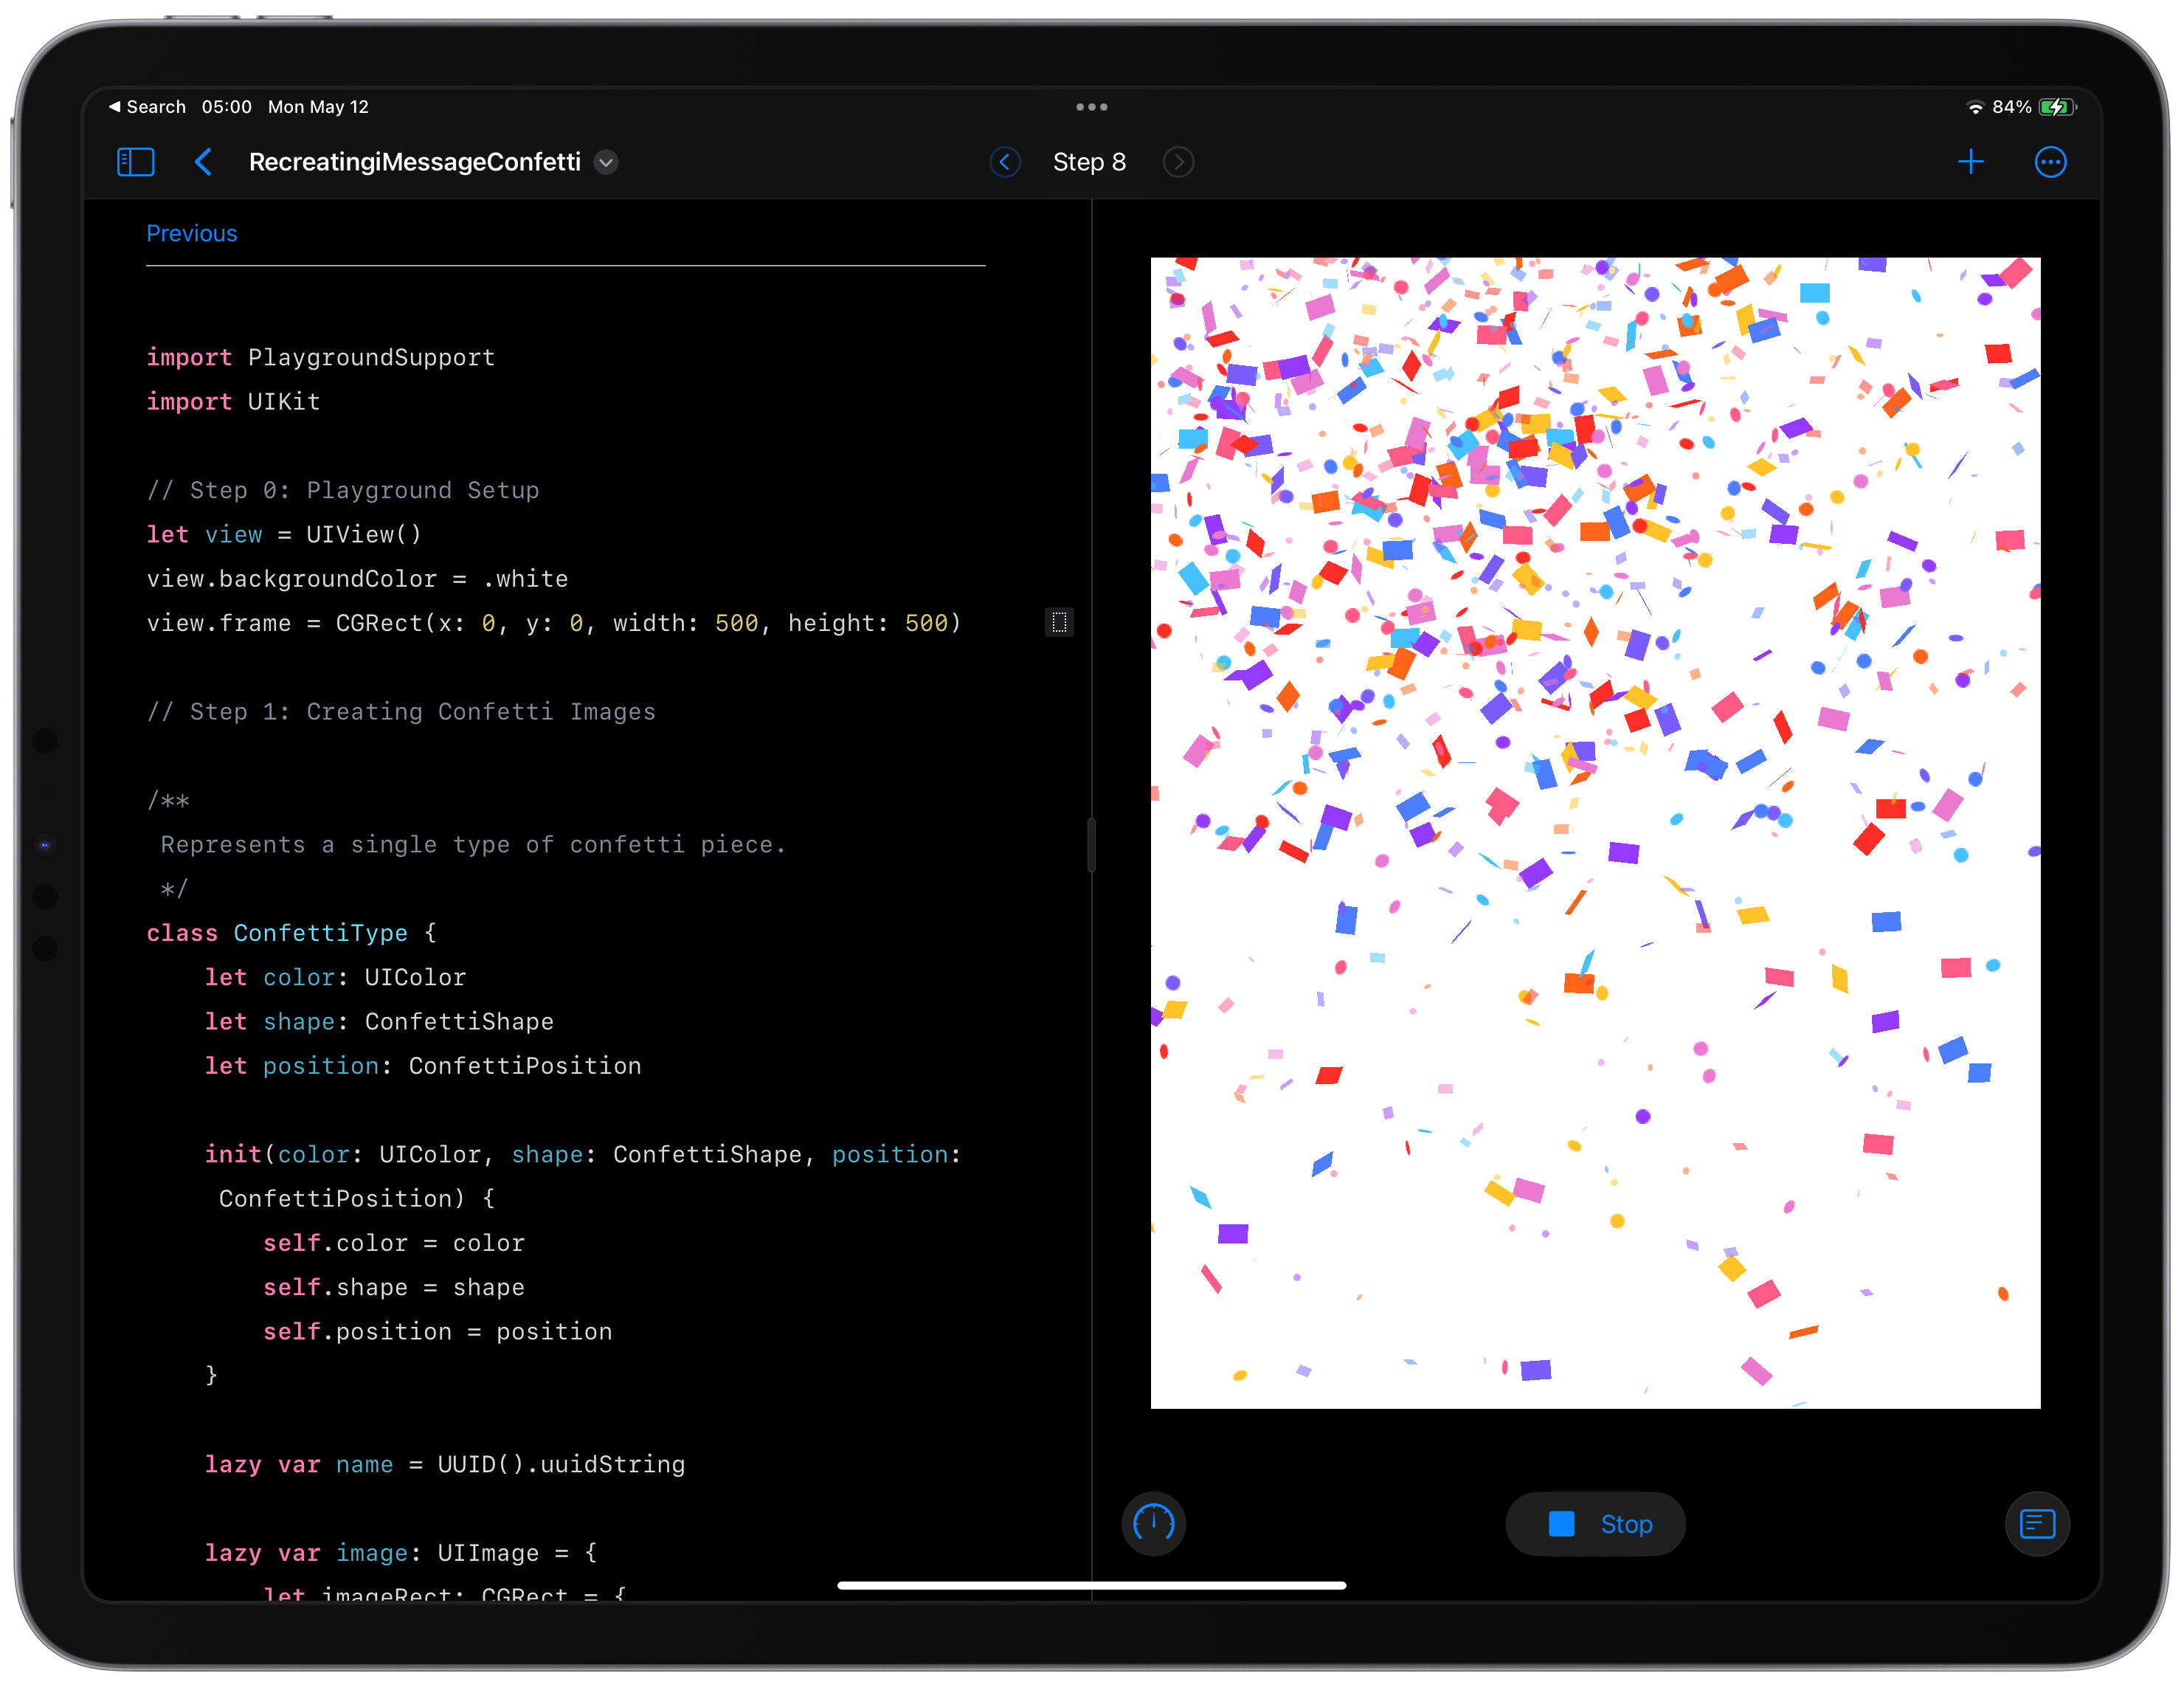 ◀ Search 05:00 Mon May 12
84%
RecreatingiMessageConfetti
Step 8
Previous
import PlaygroundSupport
import UIKit
// Step 0: Playground Setup
let view = UIView()
view.backgroundColor = .white
view.frame = CGRect(x: 0, y: 0, width: 500, height: 500)
// Step 1: Creating Confetti Images
/**
 Represents a single type of confetti piece.
 */
class ConfettiType {
    let color: UIColor
    let shape: ConfettiShape
    let position: ConfettiPosition
    init(color: UIColor, shape: ConfettiShape, position:
     ConfettiPosition) {
        self.color = color
        self.shape = shape
        self.position = position
    }
    lazy var name = UUID().uuidString
    lazy var image: UIImage = {
        let imageRect: CGRect = {
Stop